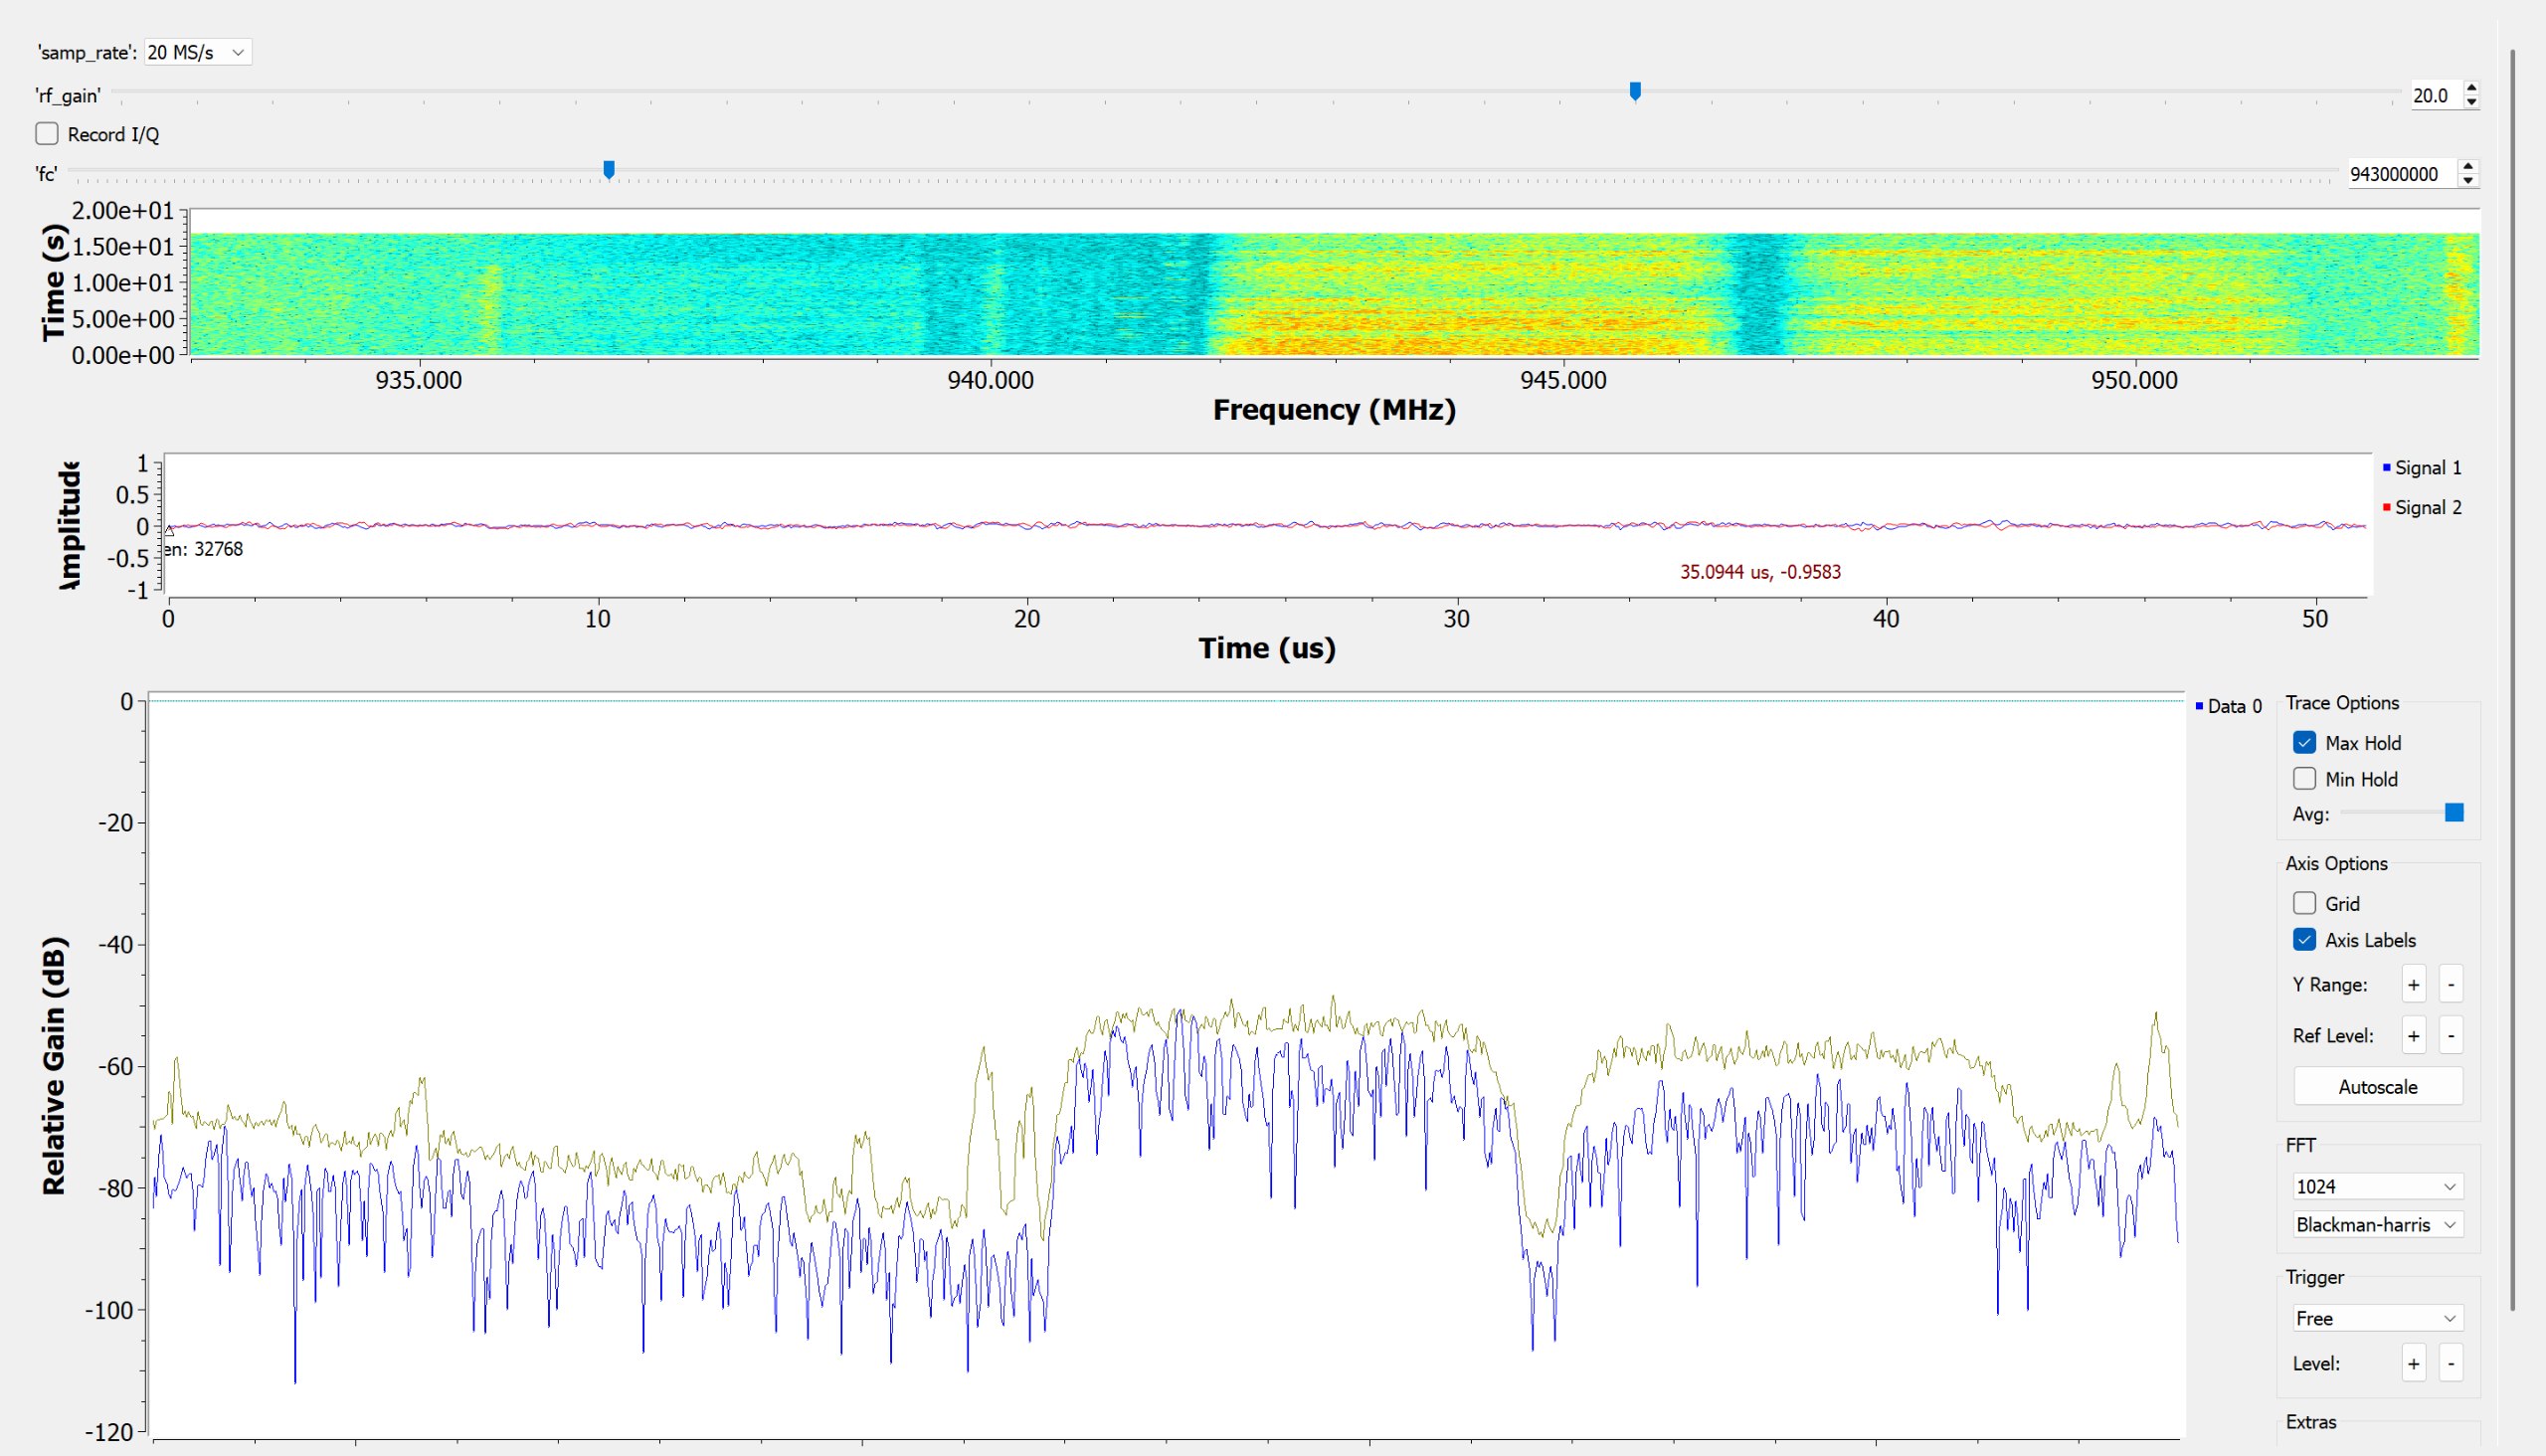 'samp_rate': 20 MS/s
'rf_gain' 20.0
Record I/Q
'fc' 943000000
Time (s)
2.00e+01
1.50e+01
1.00e+01
5.00e+00
0.00e+00
935.000 940.000 945.000 950.000
Frequency (MHz)
Amplitude
1
0.5
0
-0.5
-1
en: 32768
35.0944 us, -0.9583
Signal 1
Signal 2
0 10 20 30 40 50
Time (us)
Relative Gain (dB)
0
-20
-40
-60
-80
-100
-120
Data 0
Trace Options
Max Hold
Min Hold
Avg:
Axis Options
Grid
Axis Labels
Y Range: + -
Ref Level: + -
Autoscale
FFT
1024
Blackman-harris
Trigger
Free
Level: + -
Extras